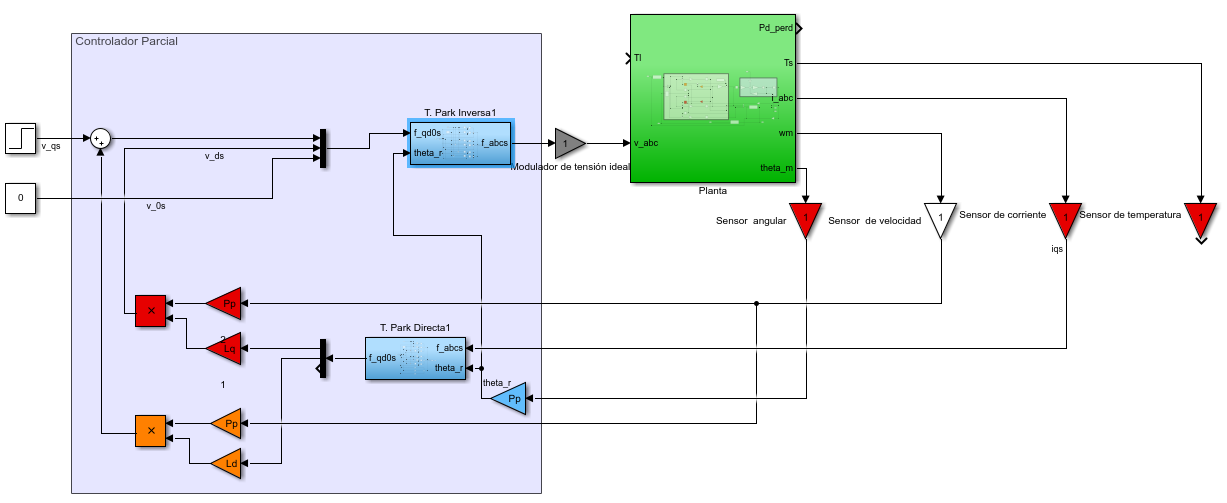 Controlador Parcial
Pd_perd
Tl
Ts
T. Park Inversa1
i_abc
f_qd0s
wm
v_qs
f_abcs
1
v_abc
theta_r
v_ds
Modulador de tensión ideal
theta_m
0
Planta
v_0s
Sensor angular
1
Sensor de velocidad
1
Sensor de corriente
1
Sensor de temperatura
1
iqs
Pp
×
T. Park Directa1
2
Lq
f_abcs
f_qd0s
theta_r
1
theta_r
Pp
Pp
×
Ld